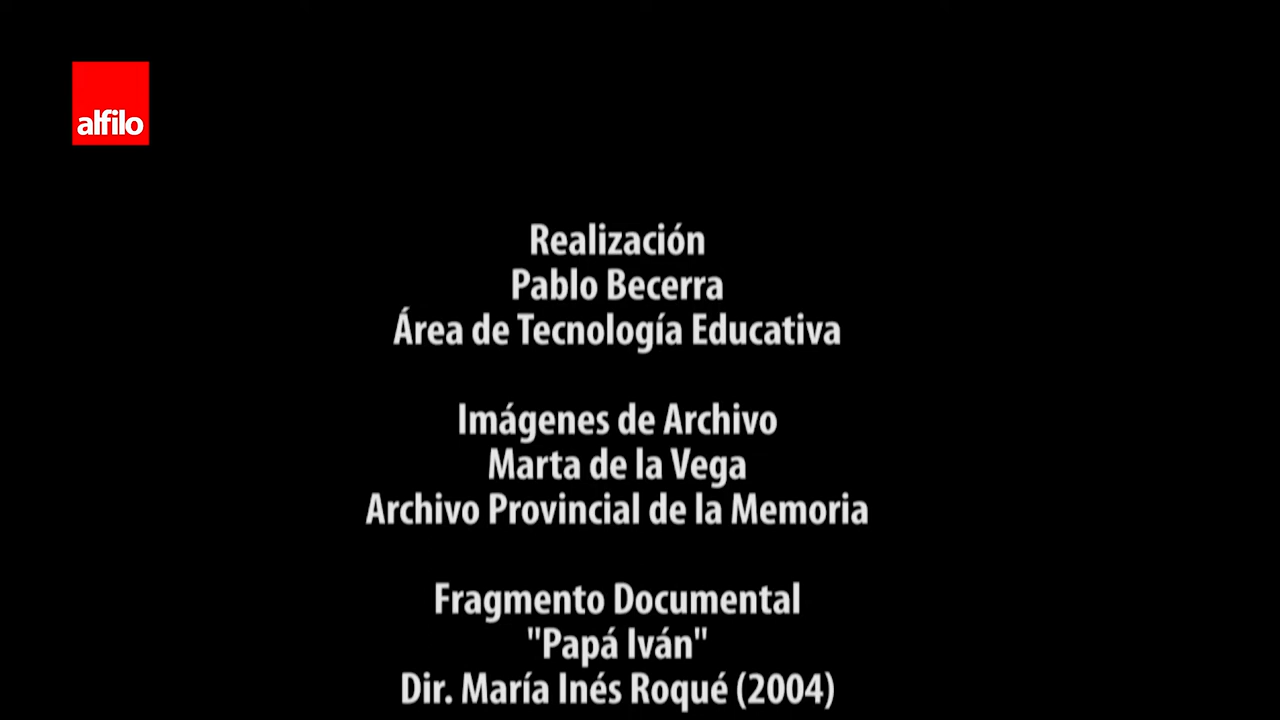 alfilo
Realización
Pablo Becerra
Área de Tecnología Educativa
Imágenes de Archivo
Marta de la Vega
Archivo Provincial de la Memoria
Fragmento Documental
"Papá Iván"
Dir. María Inés Roqué (2004)